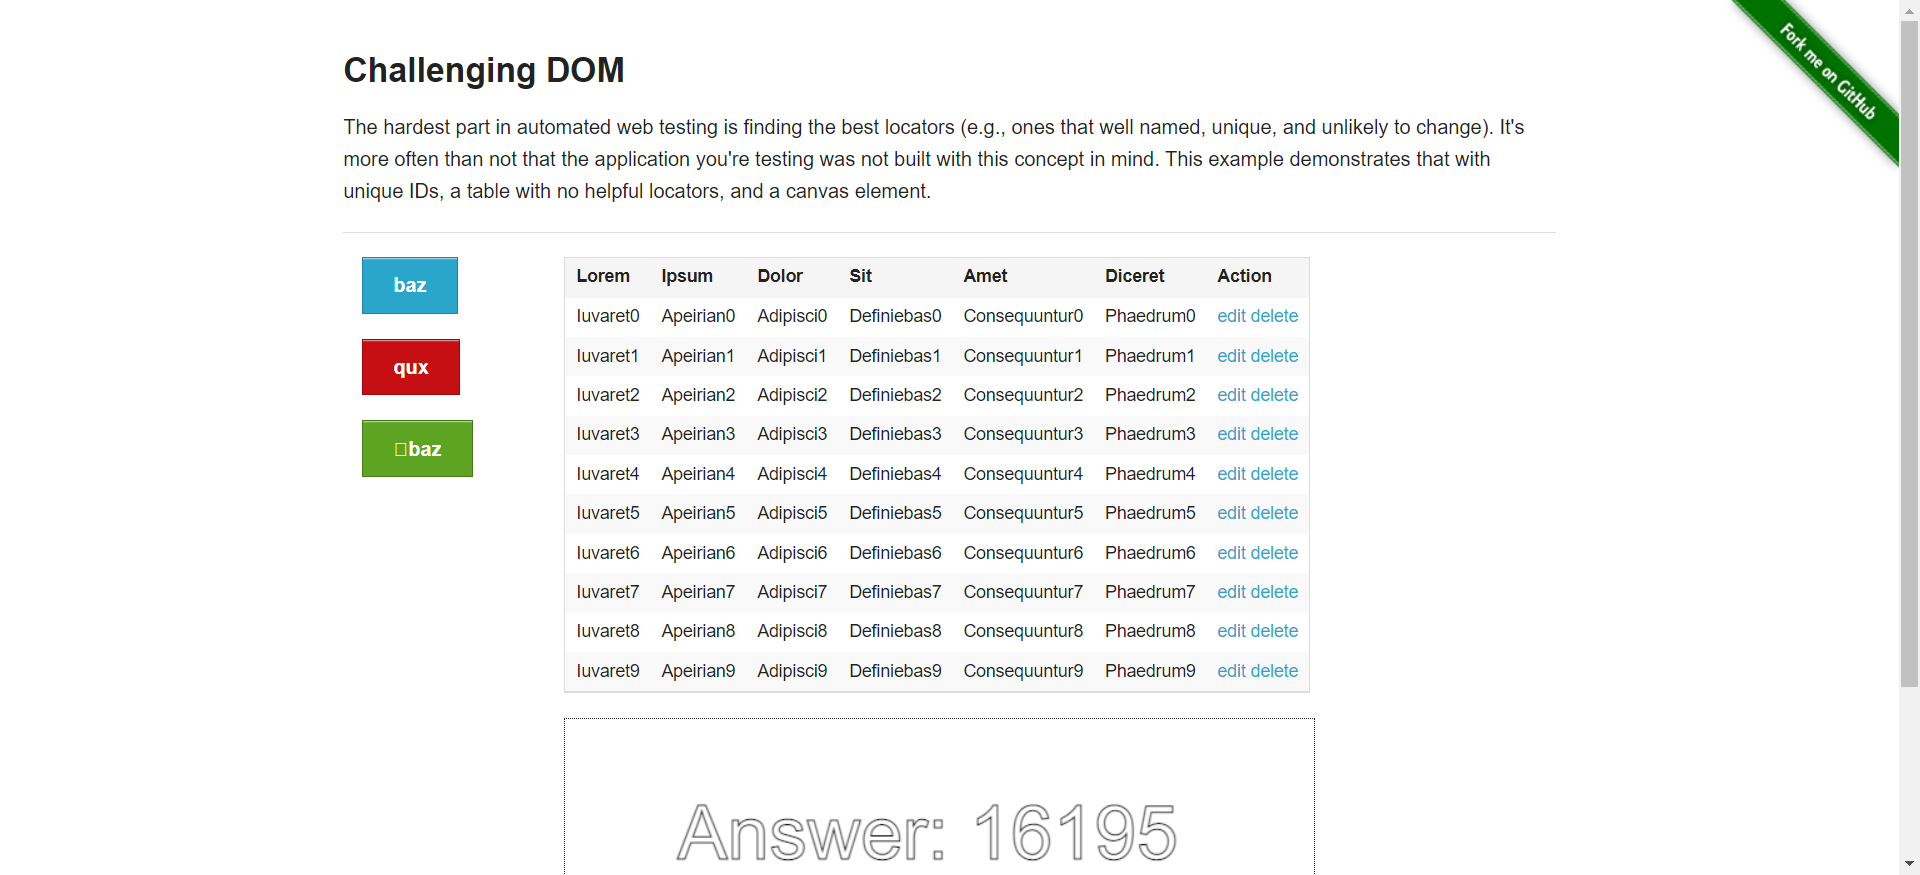 Fork me on GitHub
Challenging DOM
The hardest part in automated web testing is finding the best locators (e.g., ones that well named, unique, and unlikely to change). It's
more often than not that the application you're testing was not built with this concept in mind. This example demonstrates that with
unique IDs, a table with no helpful locators, and a canvas element.
baz
qux
baz
Lorem Ipsum Dolor Sit Amet Diceret Action
Iuvaret0 Apeirian0 Adipisci0 Definiebas0 Consequuntur0 Phaedrum0 edit delete
Iuvaret1 Apeirian1 Adipisci1 Definiebas1 Consequuntur1 Phaedrum1 edit delete
Iuvaret2 Apeirian2 Adipisci2 Definiebas2 Consequuntur2 Phaedrum2 edit delete
Iuvaret3 Apeirian3 Adipisci3 Definiebas3 Consequuntur3 Phaedrum3 edit delete
Iuvaret4 Apeirian4 Adipisci4 Definiebas4 Consequuntur4 Phaedrum4 edit delete
Iuvaret5 Apeirian5 Adipisci5 Definiebas5 Consequuntur5 Phaedrum5 edit delete
Iuvaret6 Apeirian6 Adipisci6 Definiebas6 Consequuntur6 Phaedrum6 edit delete
Iuvaret7 Apeirian7 Adipisci7 Definiebas7 Consequuntur7 Phaedrum7 edit delete
Iuvaret8 Apeirian8 Adipisci8 Definiebas8 Consequuntur8 Phaedrum8 edit delete
Iuvaret9 Apeirian9 Adipisci9 Definiebas9 Consequuntur9 Phaedrum9 edit delete
Answer: 16195